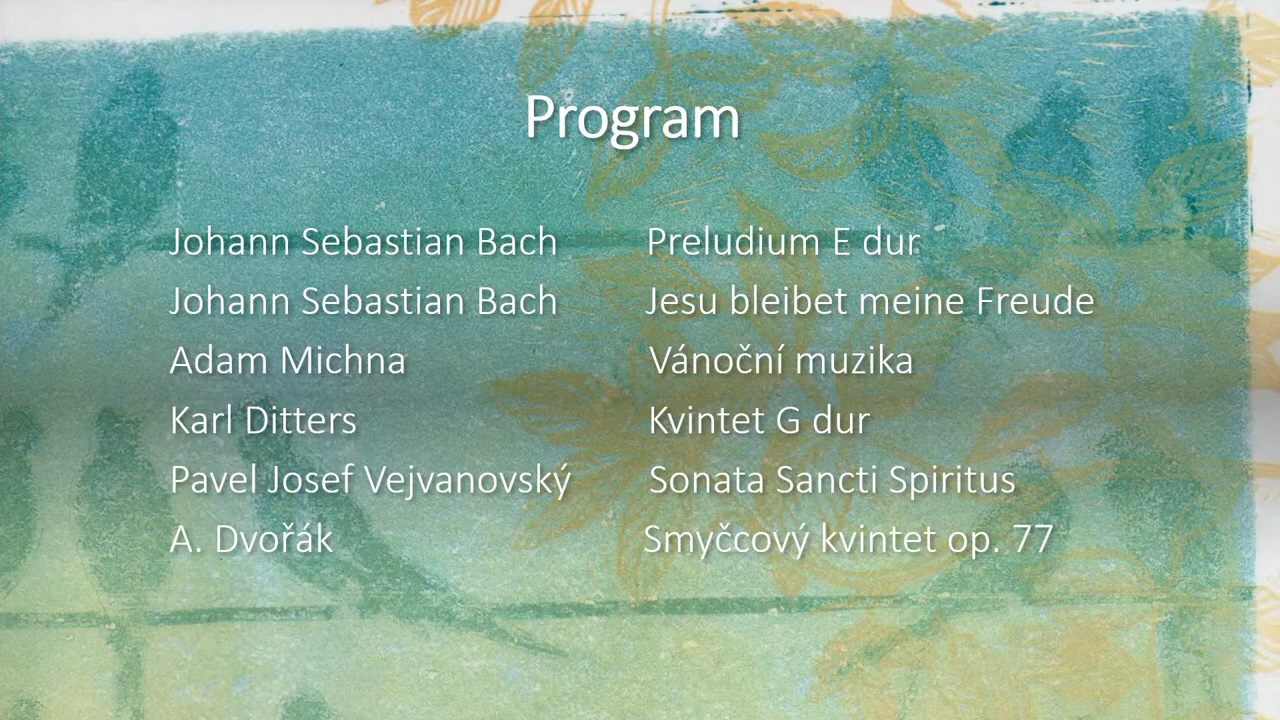 Program
Johann Sebastian Bach Preludium E dur
Johann Sebastian Bach Jesu bleibet meine Freude
Adam Michna Vánoční muzika
Karl Ditters Kvintet G dur
Pavel Josef Vejvanovský Sonata Sancti Spiritus
A. Dvořák Smyčcový kvintet op. 77